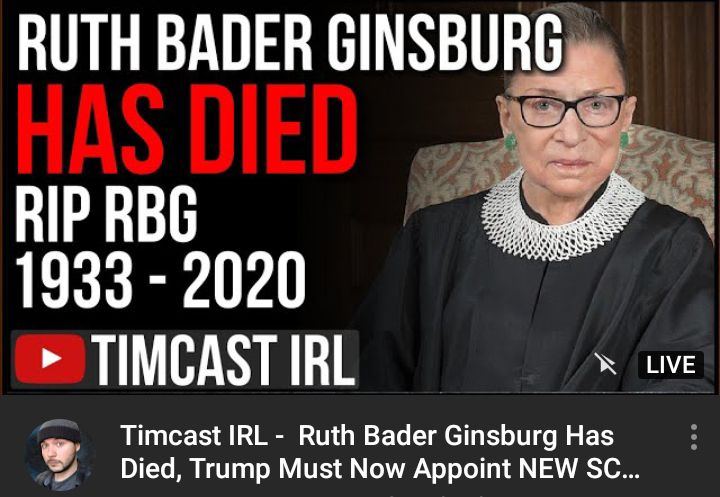 RUTH BADER GINSBURG
HAS DIED
RIP RBG
1933 - 2020
TIMCAST IRL
LIVE
Timcast IRL - Ruth Bader Ginsburg Has
Died, Trump Must Now Appoint NEW SC...